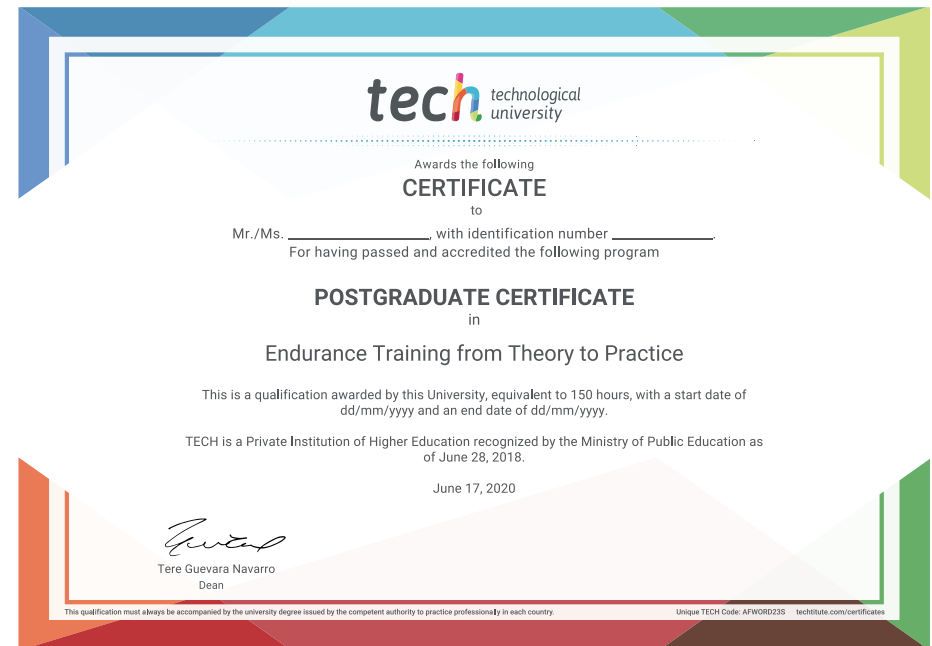 tech technological
university
Awards the following
CERTIFICATE
to
Mr./Ms. ____________________, with identification number ______________.
For having passed and accredited the following program
POSTGRADUATE CERTIFICATE
in
Endurance Training from Theory to Practice
This is a qualification awarded by this University, equivalent to 150 hours, with a start date of
dd/mm/yyyy and an end date of dd/mm/yyyy.
TECH is a Private Institution of Higher Education recognized by the Ministry of Public Education as
of June 28, 2018.
June 17, 2020
Tere Guevara Navarro
Dean
This qualification must always be accompanied by the university degree issued by the competent authority to practice professionally in each country.
Unique TECH Code: AFWORD23S techtitute.com/certificates